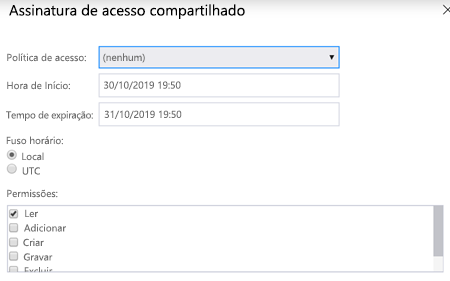 Assinatura de acesso compartilhado
Política de acesso: (nenhum)
Hora de Início: 30/10/2019 19:50
Tempo de expiração: 31/10/2019 19:50
Fuso horário:
Local
UTC
Permissões:
Ler
Adicionar
Criar
Gravar
Excluir